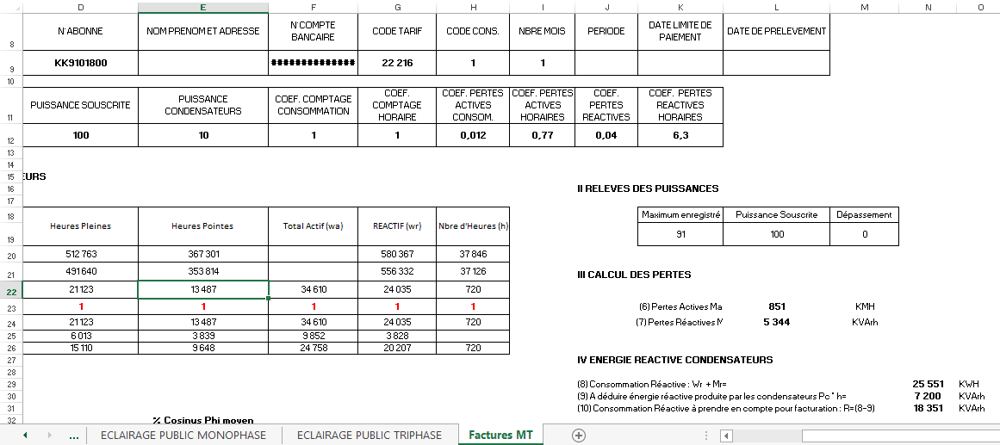 D E F G H I J K L M N O
8 N°ABONNE NOM PRENOM ET ADRESSE N°COMPTE BANCAIRE CODE TARIF CODE CONS. NBRE MOIS PERIODE DATE LIMITE DE PAIEMENT DATE DE PRELEVEMENT
9 KK9101800 ############## 22 216 1 1
10
11 PUISSANCE SOUSCRITE PUISSANCE CONDENSATEURS COEF. COMPTAGE CONSOMMATION COEF. COMPTAGE HORAIRE COEF. PERTES ACTIVES CONSOM. COEF. PERTES ACTIVES HORAIRES COEF. PERTES REACTIVES COEF. PERTES REACTIVES HORAIRES
12 100 10 1 1 0,012 0,77 0,04 6,3
13
14
15 EURS
16 II RELEVES DES PUISSANCES
17
18 Maximum enregistré Puissance Souscrite Dépassement
19 Heures Pleines Heures Pointes Total Actif (wa) REACTIF (wr) Nbre d'Heures (h) 91 100 0
20 512 763 367 301 580 367 37 846
21 491 640 353 814 556 332 37 126 III CALCUL DES PERTES
22 21 123 13 487 34 610 24 035 720
23 1 1 1 1 1 (6) Pertes Actives Ma 851 KMH
24 21 123 13 487 34 610 24 035 720 (7) Pertes Réactives M 5 344 KVArh
25 6 013 3 839 9 852 3 828
26 15 110 9 648 24 758 20 207 720
27 IV ENERGIE REACTIVE CONDENSATEURS
28
29 (8) Consommation Réactive : Wr + Mr= 25 551 KWH
30 (9) A déduire énergie réactive produite par les condensateurs Pc * h= 7 200 KVArh
31 (10) Consommation Réactive à prendre en compte pour facturation : R=(8-9) 18 351 KVArh
32 % Cosinus Phi moyen
... ECLAIRAGE PUBLIC MONOPHASE ECLAIRAGE PUBLIC TRIPHASE Factures MT